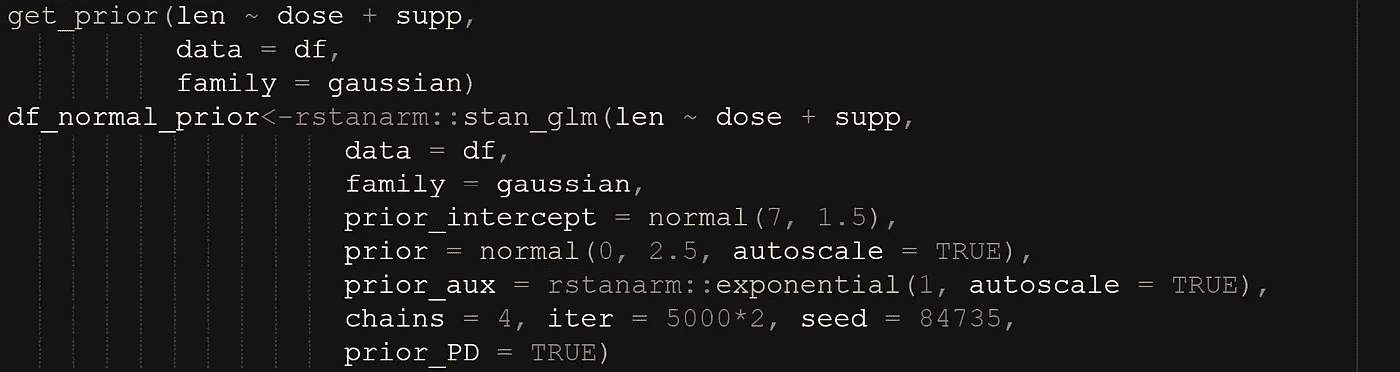 get_prior(len ~ dose + supp,
data = df,
family = gaussian)
df_normal_prior<-rstanarm::stan_glm(len ~ dose + supp,
data = df,
family = gaussian,
prior_intercept = normal(7, 1.5),
prior = normal(0, 2.5, autoscale = TRUE),
prior_aux = rstanarm::exponential(1, autoscale = TRUE),
chains = 4, iter = 5000*2, seed = 84735,
prior_PD = TRUE)